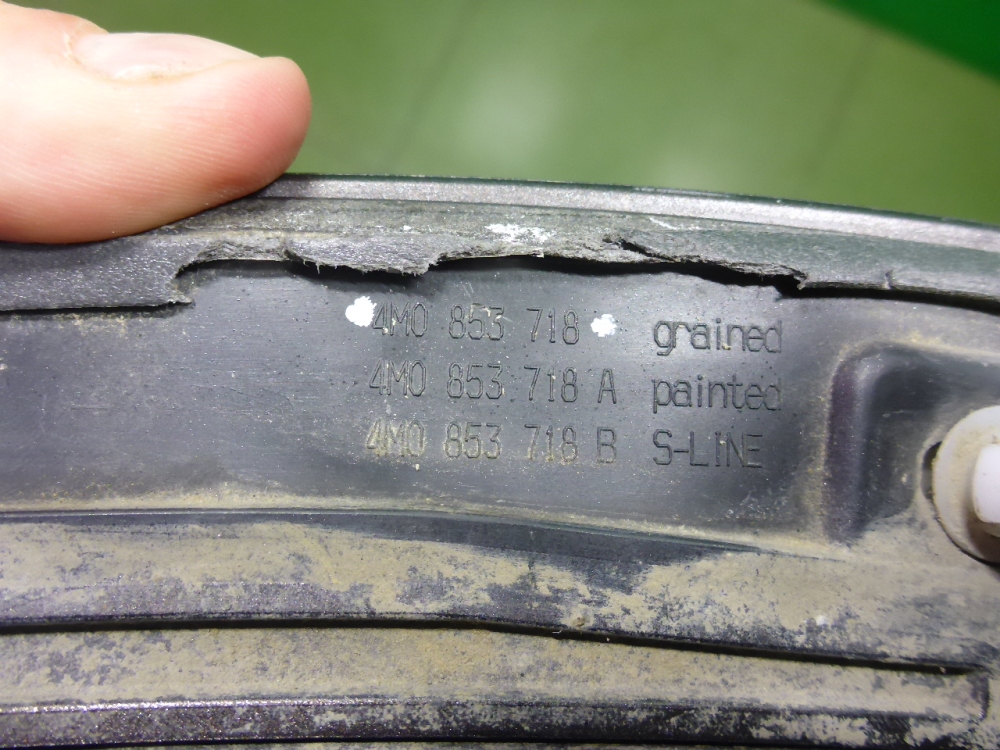 4M0 853 718 grained
4M0 853 718 A painted
4M0 853 718 B S-LINE